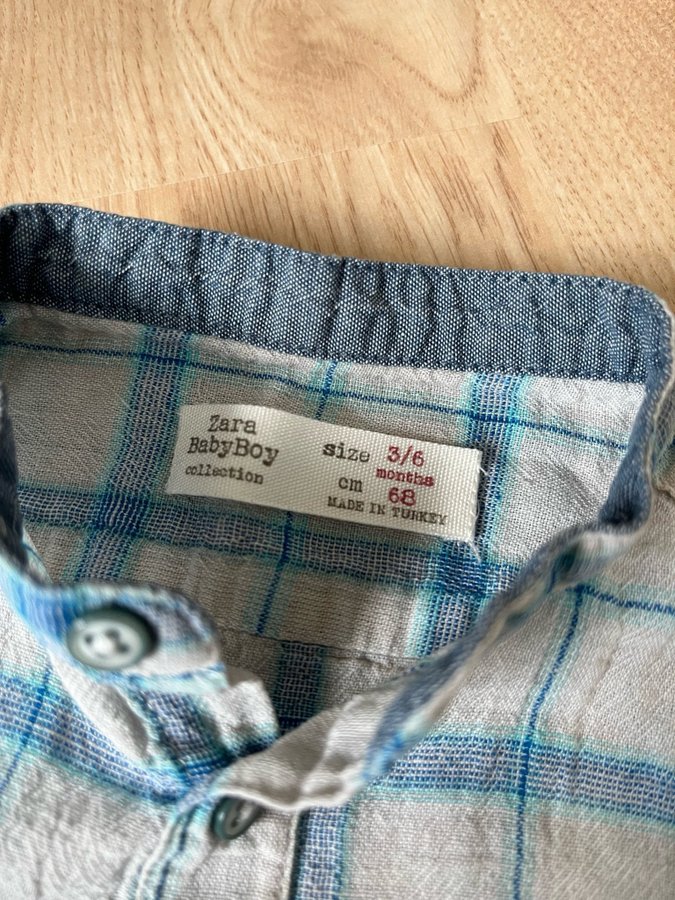 Zara
BabyBoy
collection
size 3/6
months
cm 68
MADE IN TURKEY